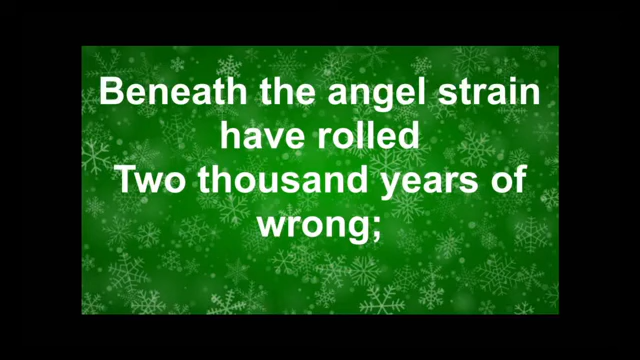 Beneath the angel strain
have rolled
Two thousand years of
wrong;